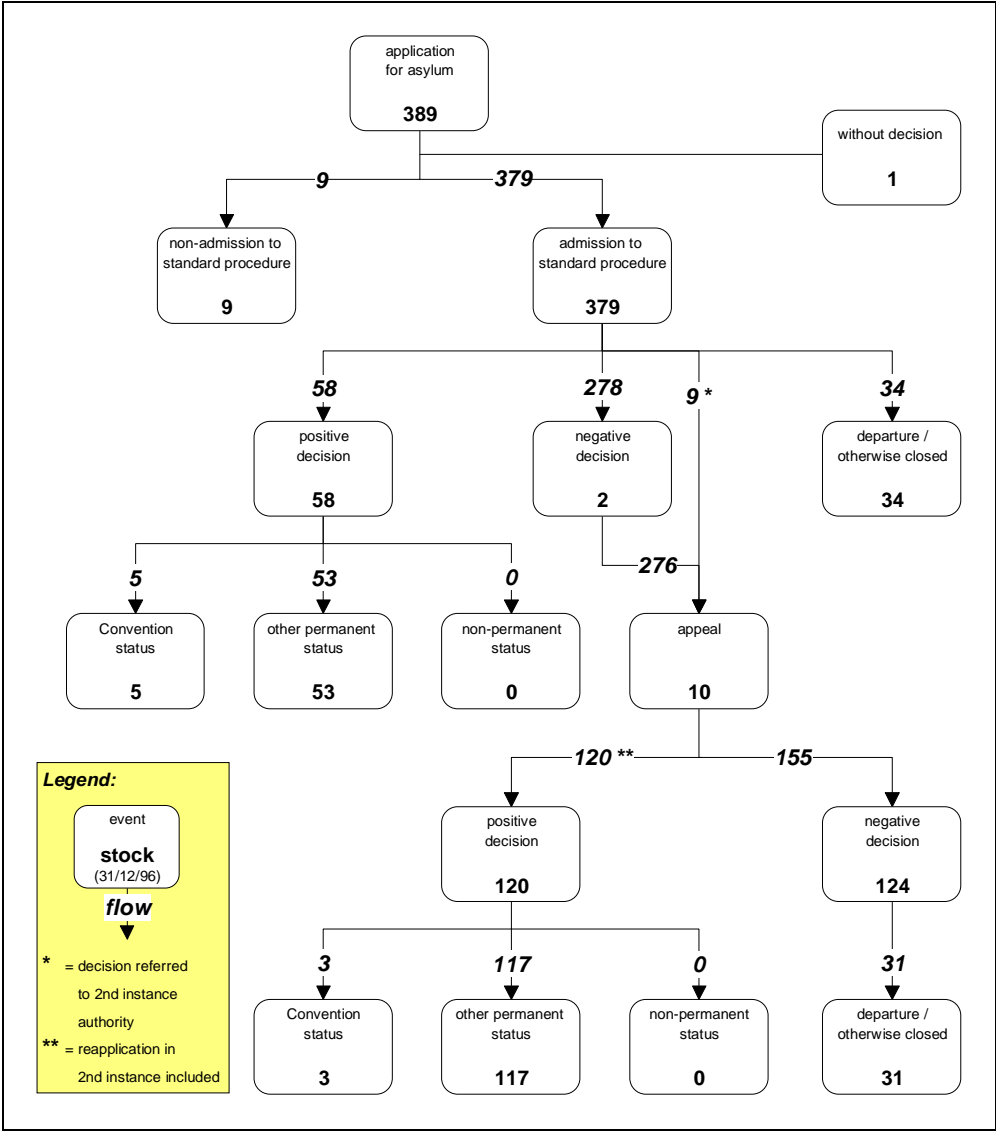 application
for asylum
389
without decision
1
9
379
non-admission to
standard procedure
9
admission to
standard procedure
379
58
278
9 *
34
positive
decision
58
negative
decision
2
departure /
otherwise closed
34
276
5
53
0
Convention
status
5
other permanent
status
53
non-permanent
status
0
appeal
10
120 **
155
positive
decision
120
negative
decision
124
3
117
0
31
Convention
status
3
other permanent
status
117
non-permanent
status
0
departure /
otherwise closed
31
Legend:
event
stock
(31/12/96)
flow
* = decision referred
to 2nd instance
authority
** = reapplication in
2nd instance included